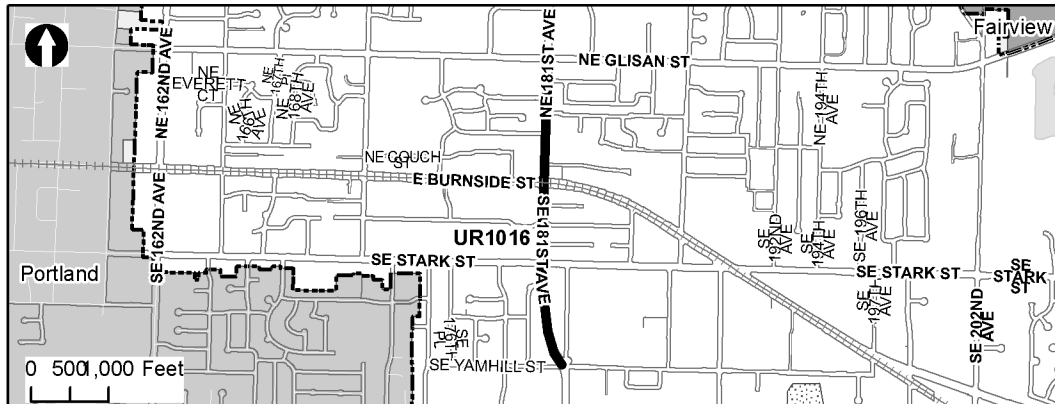 Fairview
NE GLISAN ST
NE 162ND AVE
NE
EVERETT
CT
NE 167TH
PL
NE
168TH
AVE
NE
166TH
AVE
NE 181ST AVE
NE 194TH
AVE
NE COUCH
ST
E BURNSIDE ST
SE 162ND AVE
SE 181ST AVE
UR1016
SE
192ND
AVE
SE
194TH
AVE
SE 196TH
AVE
Portland
SE STARK ST
SE STARK ST
SE
STARK
ST
SE
197TH
AVE
SE 202ND
AVE
SE
176TH
PL
SE YAMHILL ST
0 500 1,000 Feet